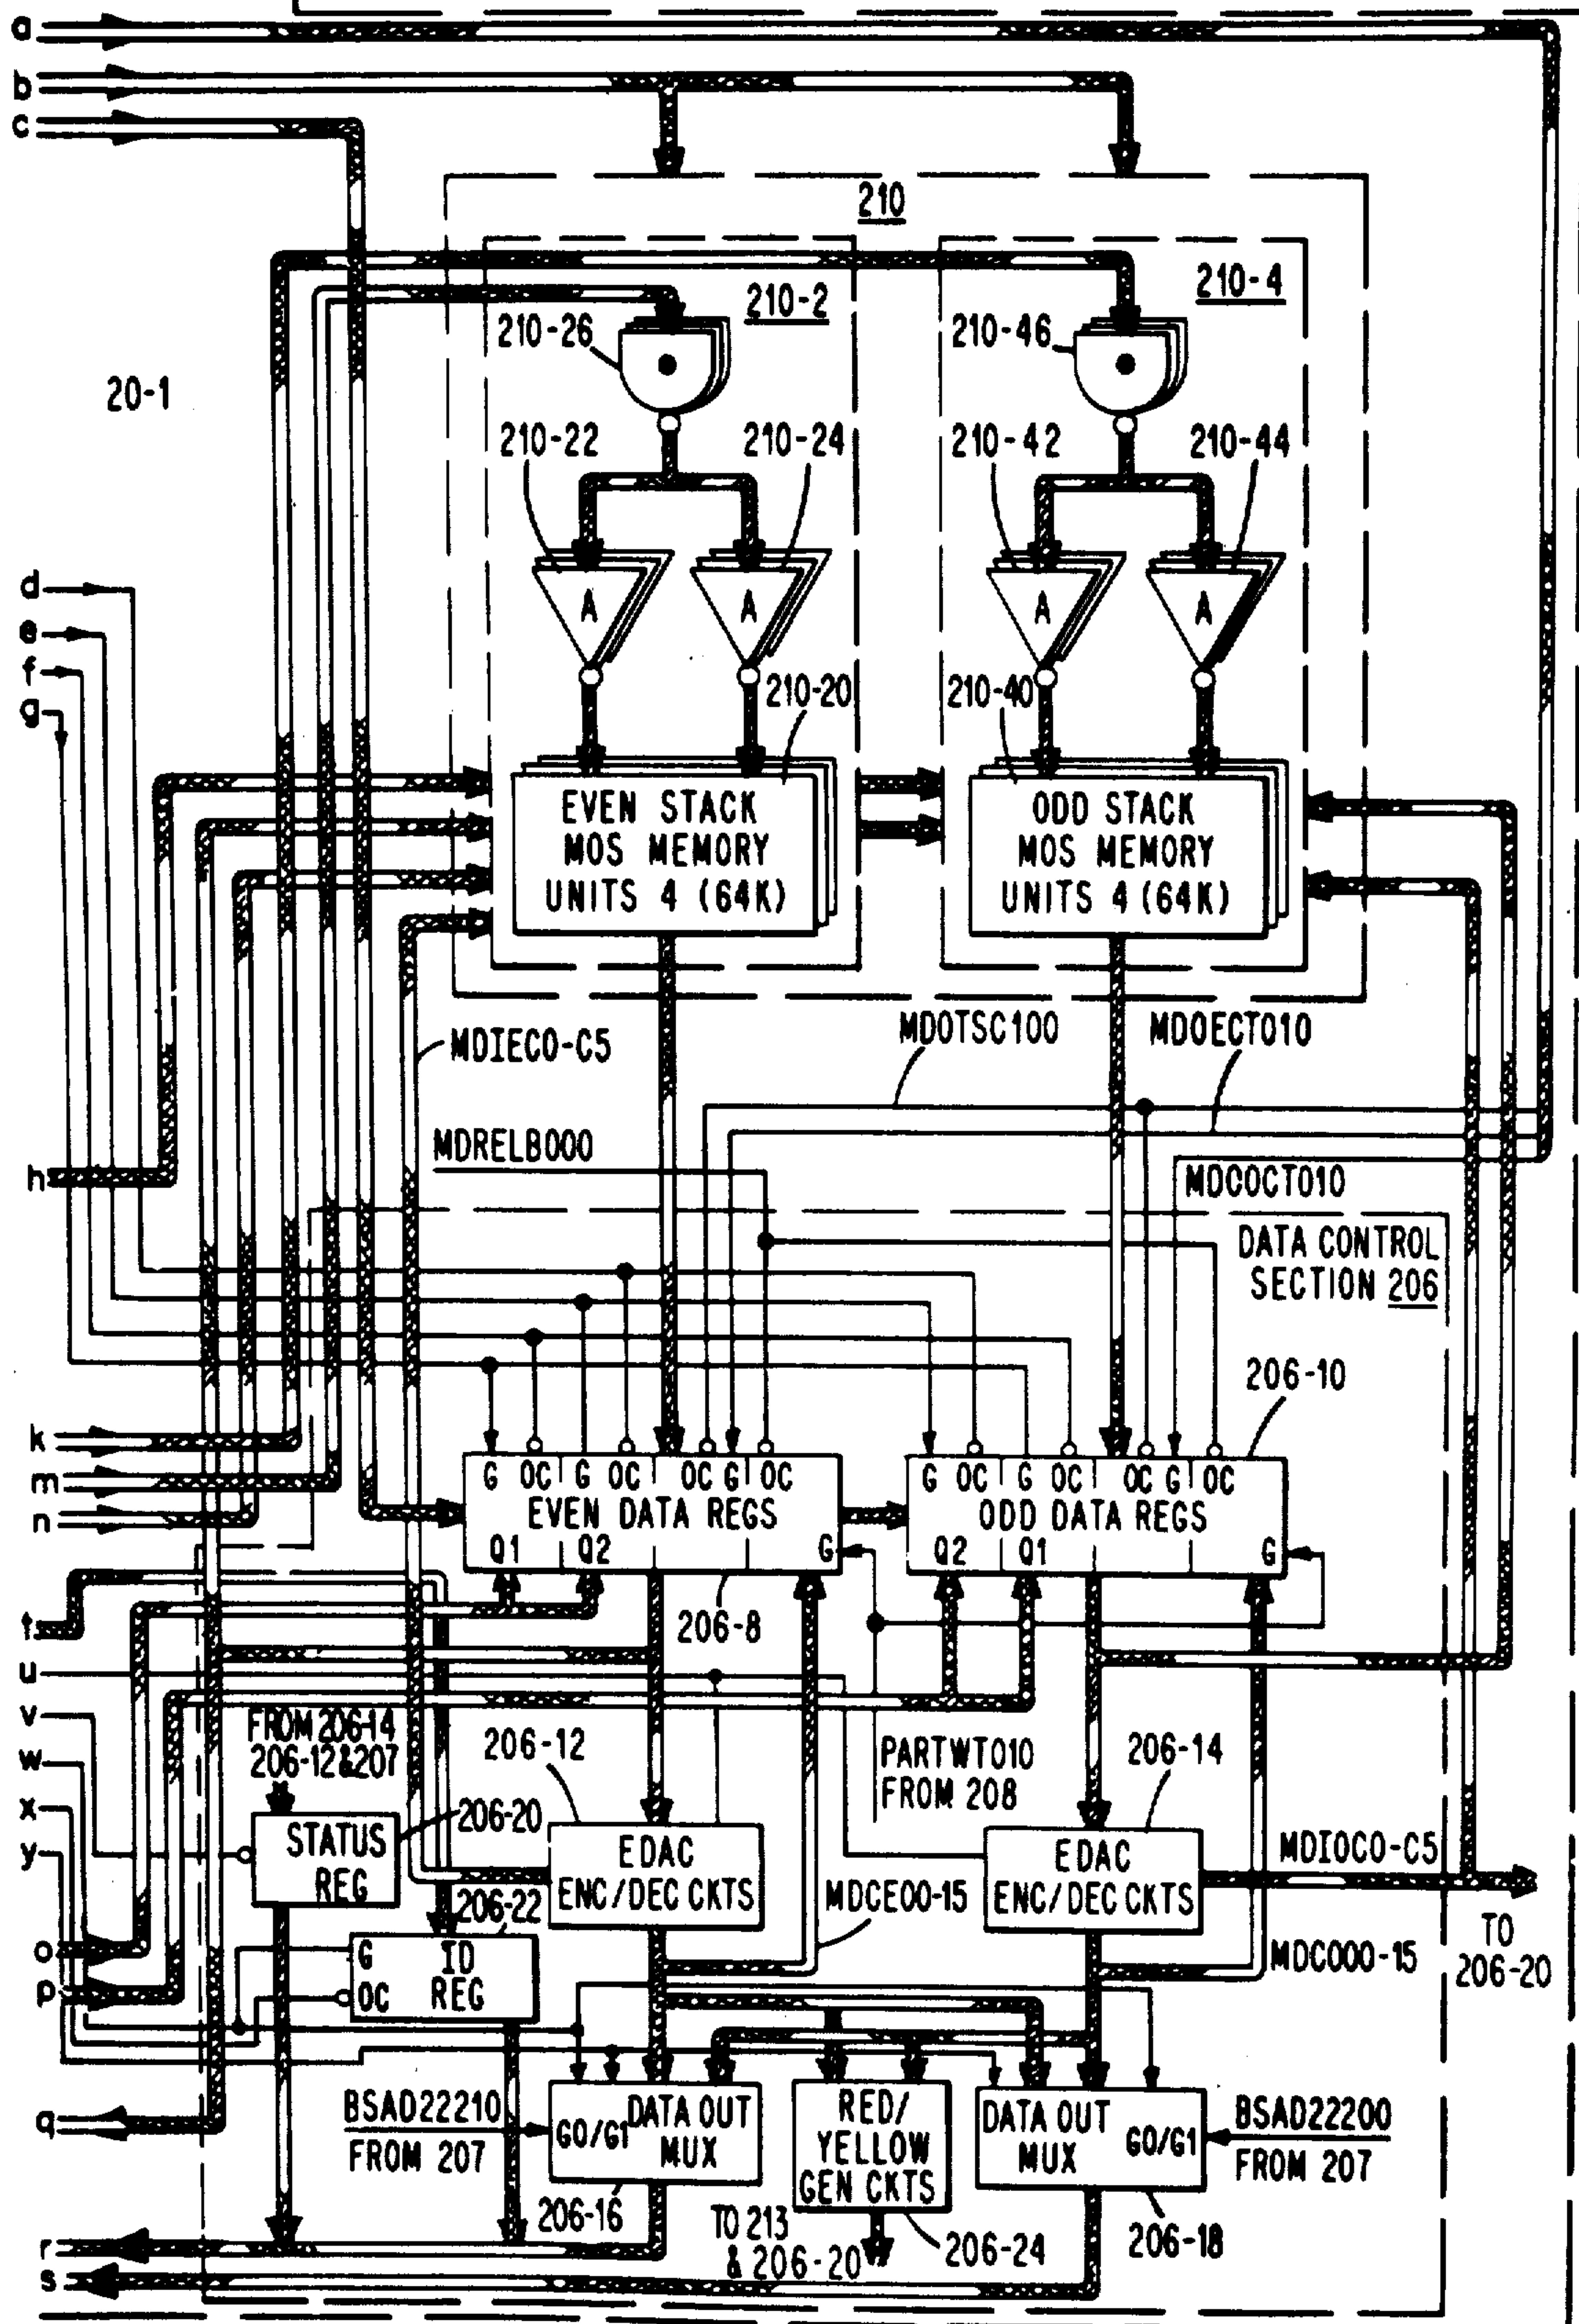 a
b
c
210
210-2
210-4
210-26
210-46
20-1
210-22
210-24
210-42
210-44
d
e
f
g
A
A
A
A
210-20
210-40
EVEN STACK
MOS MEMORY
UNITS 4 (64K)
ODD STACK
MOS MEMORY
UNITS 4 (64K)
MDIEC0-C5
MDOTSC100
MDOECT010
MDRELB000
h
MDOOCT010
DATA CONTROL
SECTION 206
206-10
k
m
n
G OC G OC OC G OC
EVEN DATA REGS
Q1 Q2 G
G OC G OC OC G OC
ODD DATA REGS
Q2 Q1 G
t
206-8
u
v
w
x
y
FROM 206-14
206-12 & 207
206-12
PARTWT010
FROM 208
206-14
STATUS
REG
206-20
EDAC
ENC/DEC CKTS
EDAC
ENC/DEC CKTS
MDIOC0-C5
206-22
MDCE00-15
TO
206-20
o
p
G
OC
ID
REG
MDCO00-15
q
BSAD22210
FROM 207
G0/G1
DATA OUT
MUX
RED/
YELLOW
GEN CKTS
DATA OUT
MUX
G0/G1
BSAD22200
FROM 207
206-16
TO 213
& 206-20
206-24
206-18
r
s